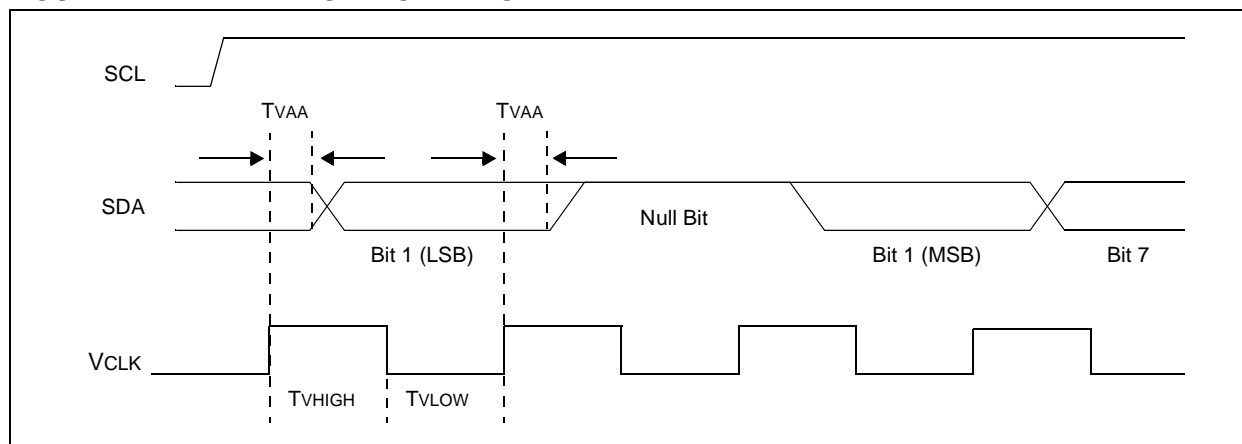 SCL
TVAA TVAA
SDA
Null Bit
Bit 1 (LSB) Bit 1 (MSB) Bit 7
VCLK
TVHIGH TVLOW